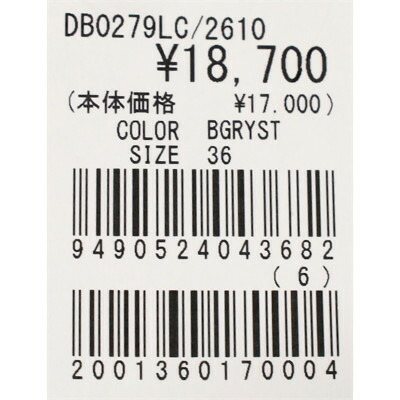 DB0279LC/2610
¥18,700
(本体価格 ¥17.000)
COLOR BGRYST
SIZE 36
9490524043682
(6)
2001360170004